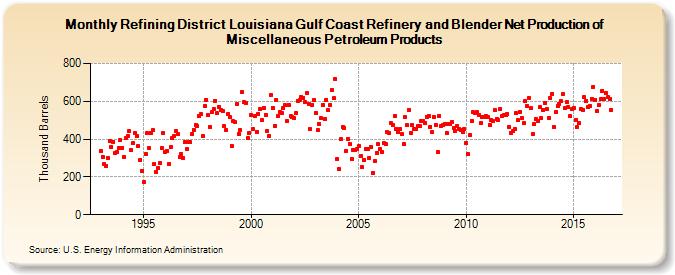 Monthly Refining District Louisiana Gulf Coast Refinery and Blender Net Production of
Miscellaneous Petroleum Products
Thousand Barrels
800
600
400
200
0
1995
2000
2005
2010
2015
Source: U.S. Energy Information Administration